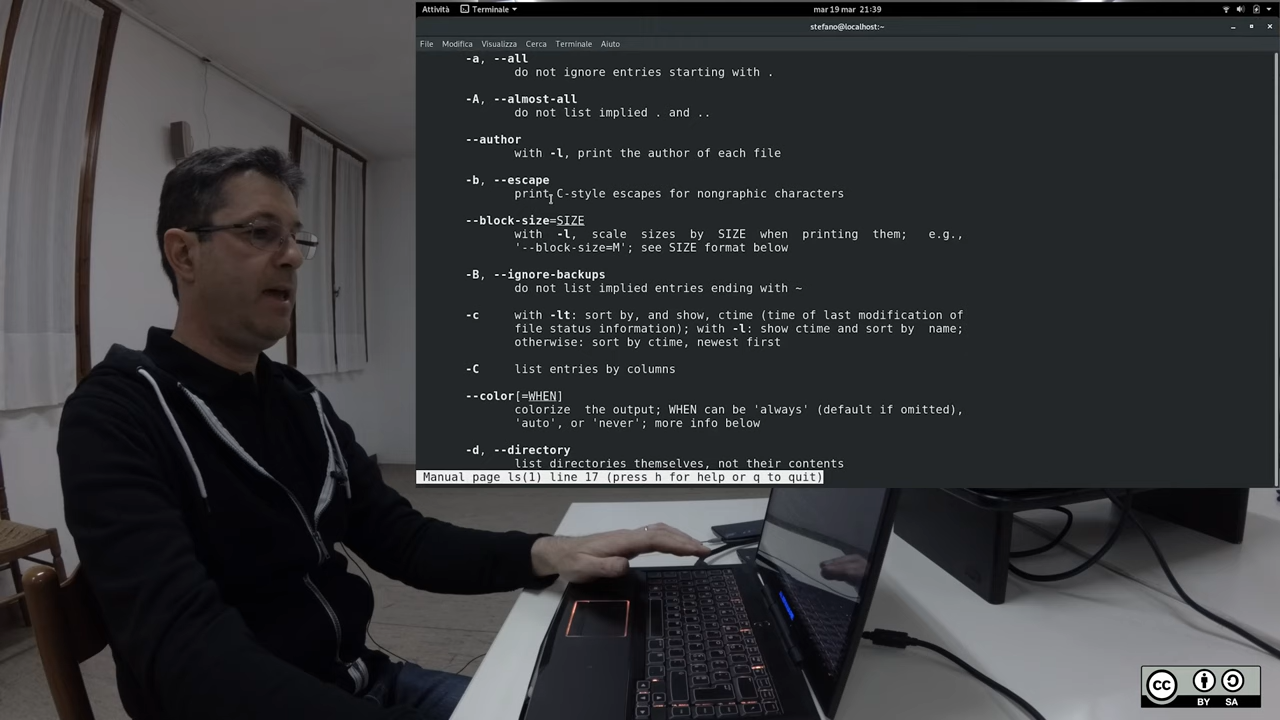 Attività Terminale mar 19 mar 21:39
stefano@localhost:~
File Modifica Visualizza Cerca Terminale Aiuto
-a, --all
do not ignore entries starting with .
-A, --almost-all
do not list implied . and ..
--author
with -l, print the author of each file
-b, --escape
print C-style escapes for nongraphic characters
--block-size=SIZE
with -l, scale sizes by SIZE when printing them; e.g.,
'--block-size=M'; see SIZE format below
-B, --ignore-backups
do not list implied entries ending with ~
-c with -lt: sort by, and show, ctime (time of last modification of
file status information); with -l: show ctime and sort by name;
otherwise: sort by ctime, newest first
-C list entries by columns
--color[=WHEN]
colorize the output; WHEN can be 'always' (default if omitted),
'auto', or 'never'; more info below
-d, --directory
list directories themselves, not their contents
Manual page ls(1) line 17 (press h for help or q to quit)
cc
BY SA